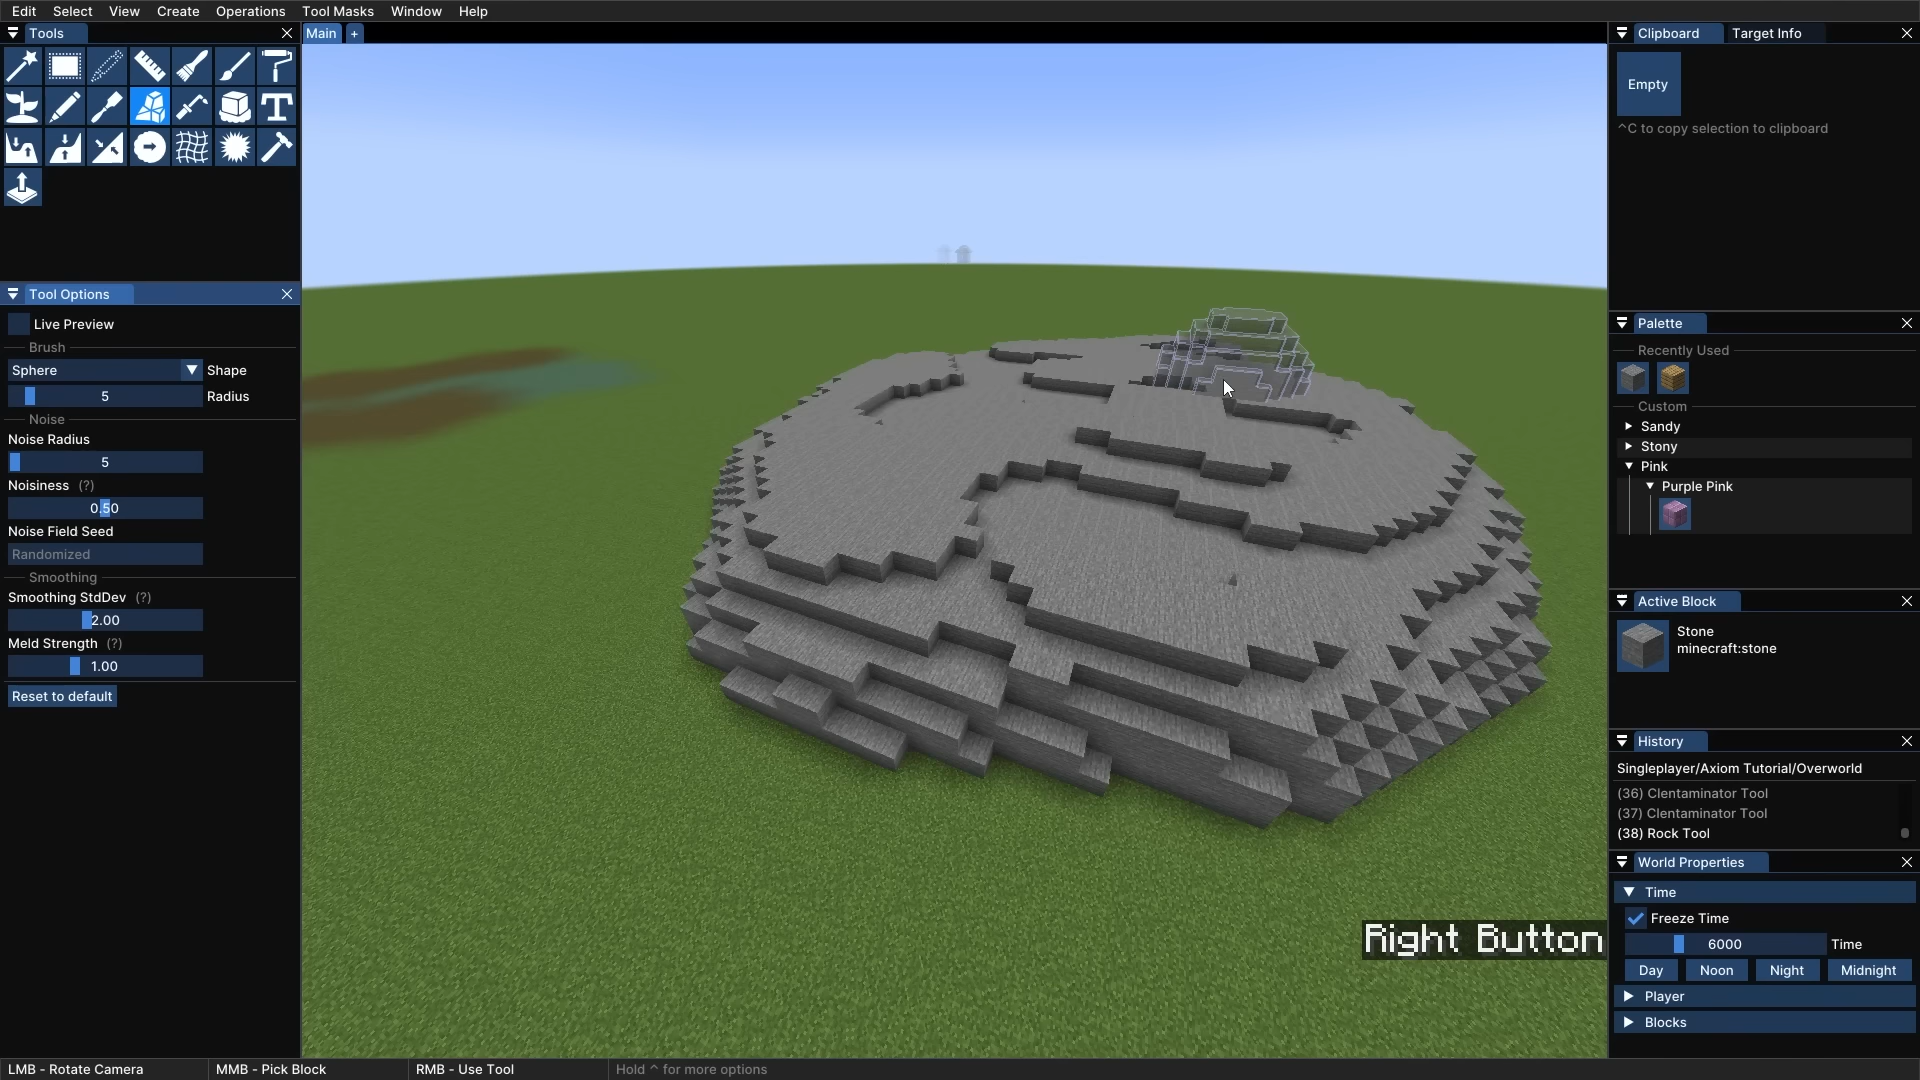 Edit Select View Create Operations Tool Masks Window Help
Tools
Main +
Clipboard Target Info
Empty
^C to copy selection to clipboard
Tool Options
Live Preview
Brush
Sphere Shape
5 Radius
Noise
Noise Radius
5
Noisiness (?)
0.50
Noise Field Seed
Randomized
Smoothing
Smoothing StdDev (?)
2.00
Meld Strength (?)
1.00
Reset to default
Palette
Recently Used
Custom
Sandy
Stony
Pink
Purple Pink
Active Block
Stone
minecraft:stone
History
Singleplayer/Axiom Tutorial/Overworld
(36) Clentaminator Tool
(37) Clentaminator Tool
(38) Rock Tool
World Properties
Time
Freeze Time
6000 Time
Day Noon Night Midnight
Player
Blocks
Right Button
LMB - Rotate Camera MMB - Pick Block RMB - Use Tool Hold ^ for more options